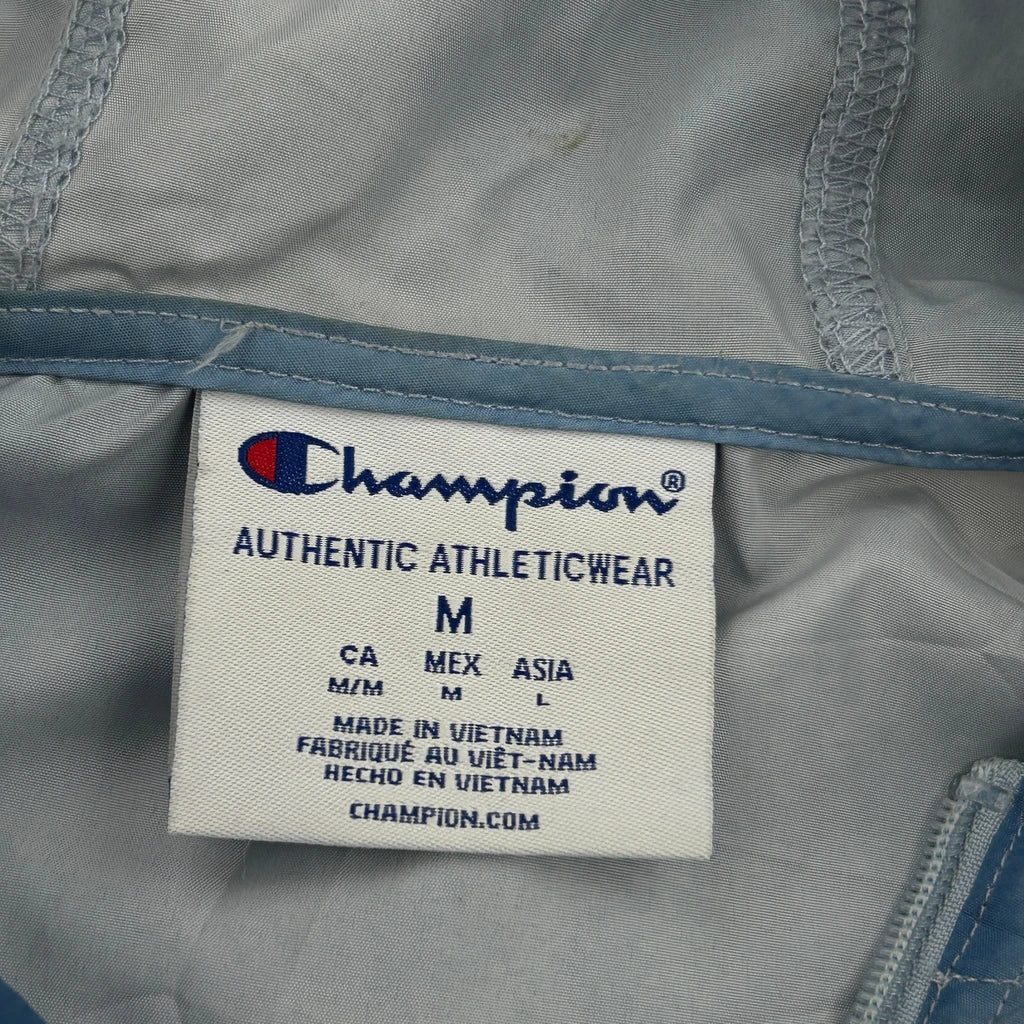 Champion®
AUTHENTIC ATHLETICWEAR
M
CA MEX ASIA
M/M M L
MADE IN VIETNAM
FABRIQUÉ AU VIÊT-NAM
HECHO EN VIETNAM
CHAMPION.COM